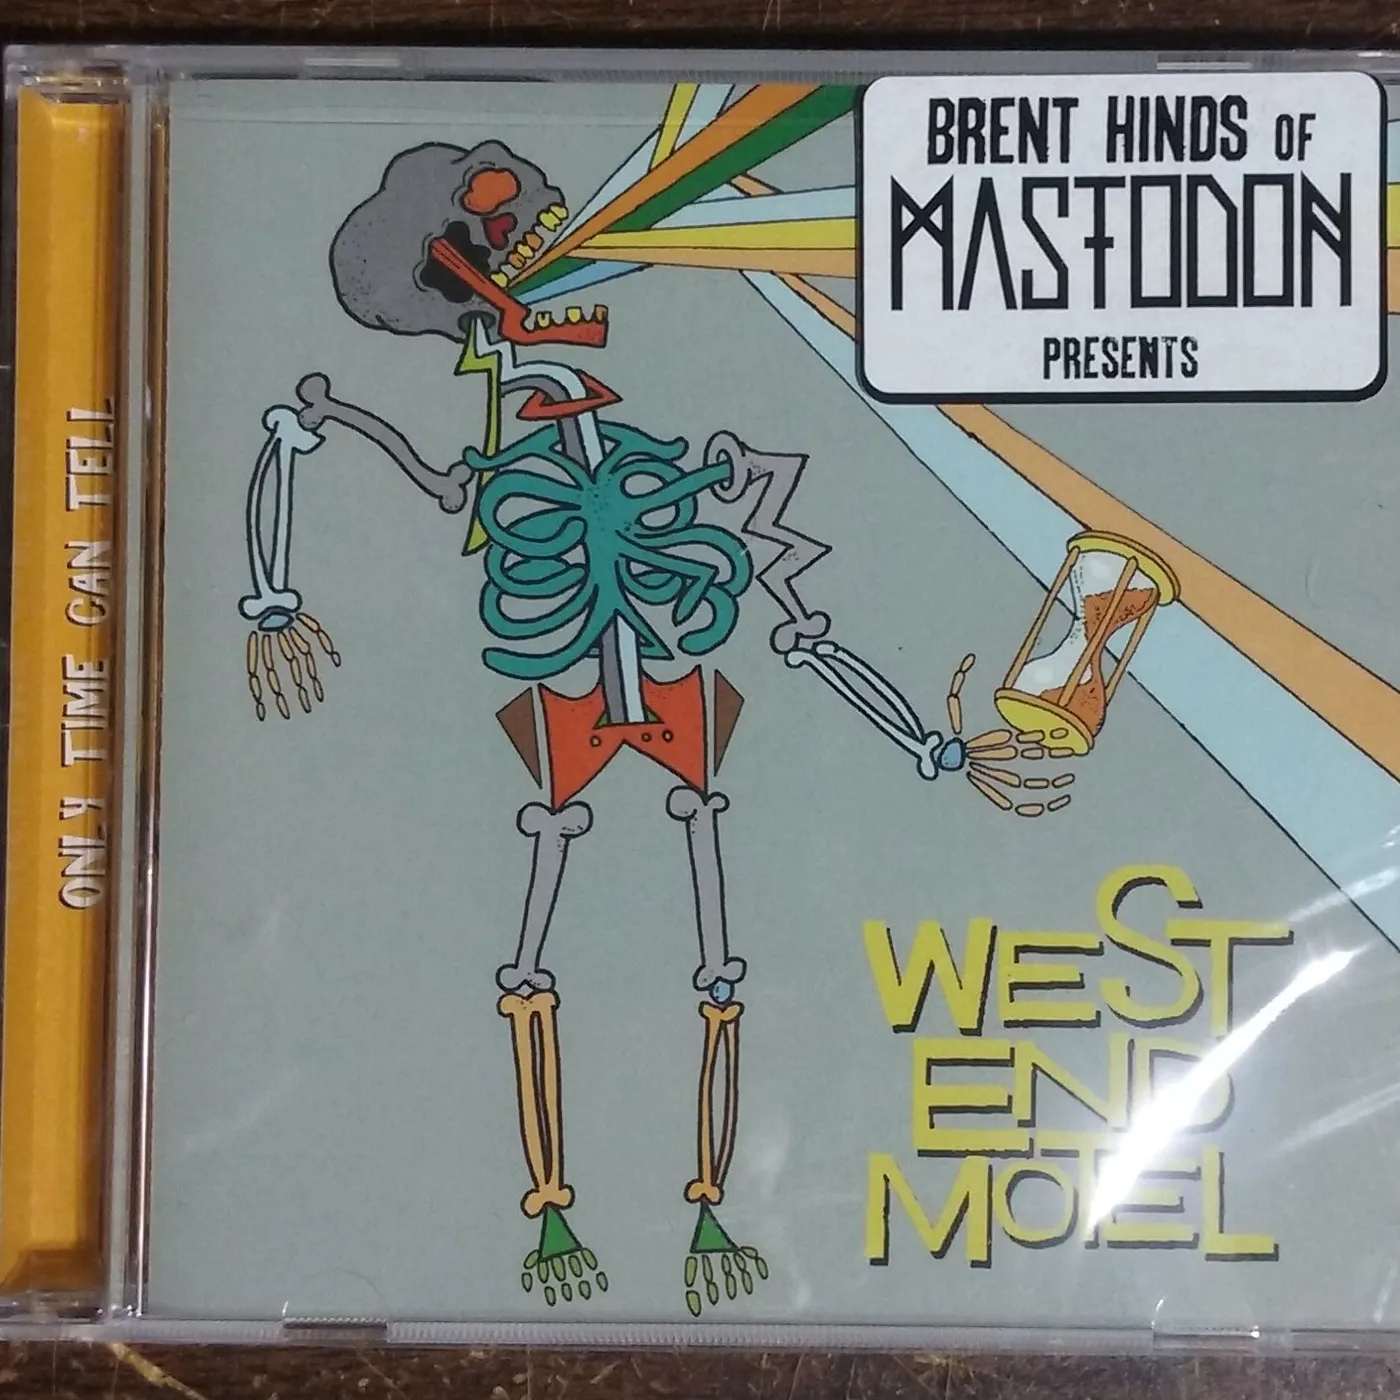 BRENT HINDS OF
MASTODON
PRESENTS
ONLY TIME CAN TELL
WEST
END
MOTEL